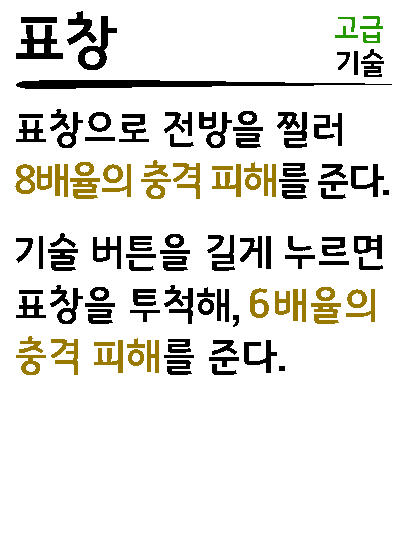 표창
고급
기술
표창으로 전방을 찔러
8배율의 충격 피해를 준다.
기술 버튼을 길게 누르면
표창을 투척해, 6배율의
충격 피해를 준다.